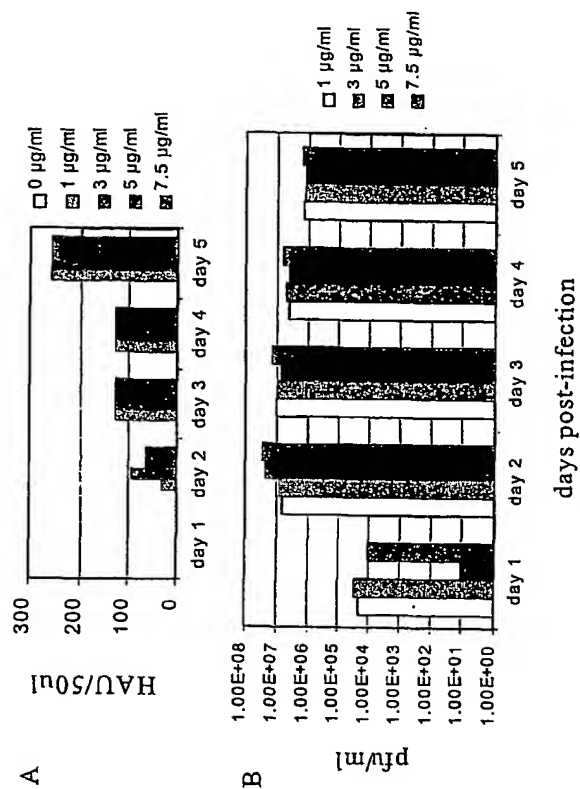 A
HAU/50ul
300
200
100
0
day 1
day 2
day 3
day 4
day 5
0 µg/ml
1 µg/ml
3 µg/ml
5 µg/ml
7.5 µg/ml
B
pfu/ml
1.00E+08
1.00E+07
1.00E+06
1.00E+05
1.00E+04
1.00E+03
1.00E+02
1.00E+01
1.00E+00
day 1
day 2
day 3
day 4
day 5
1 µg/ml
3 µg/ml
5 µg/ml
7.5 µg/ml
days post-infection